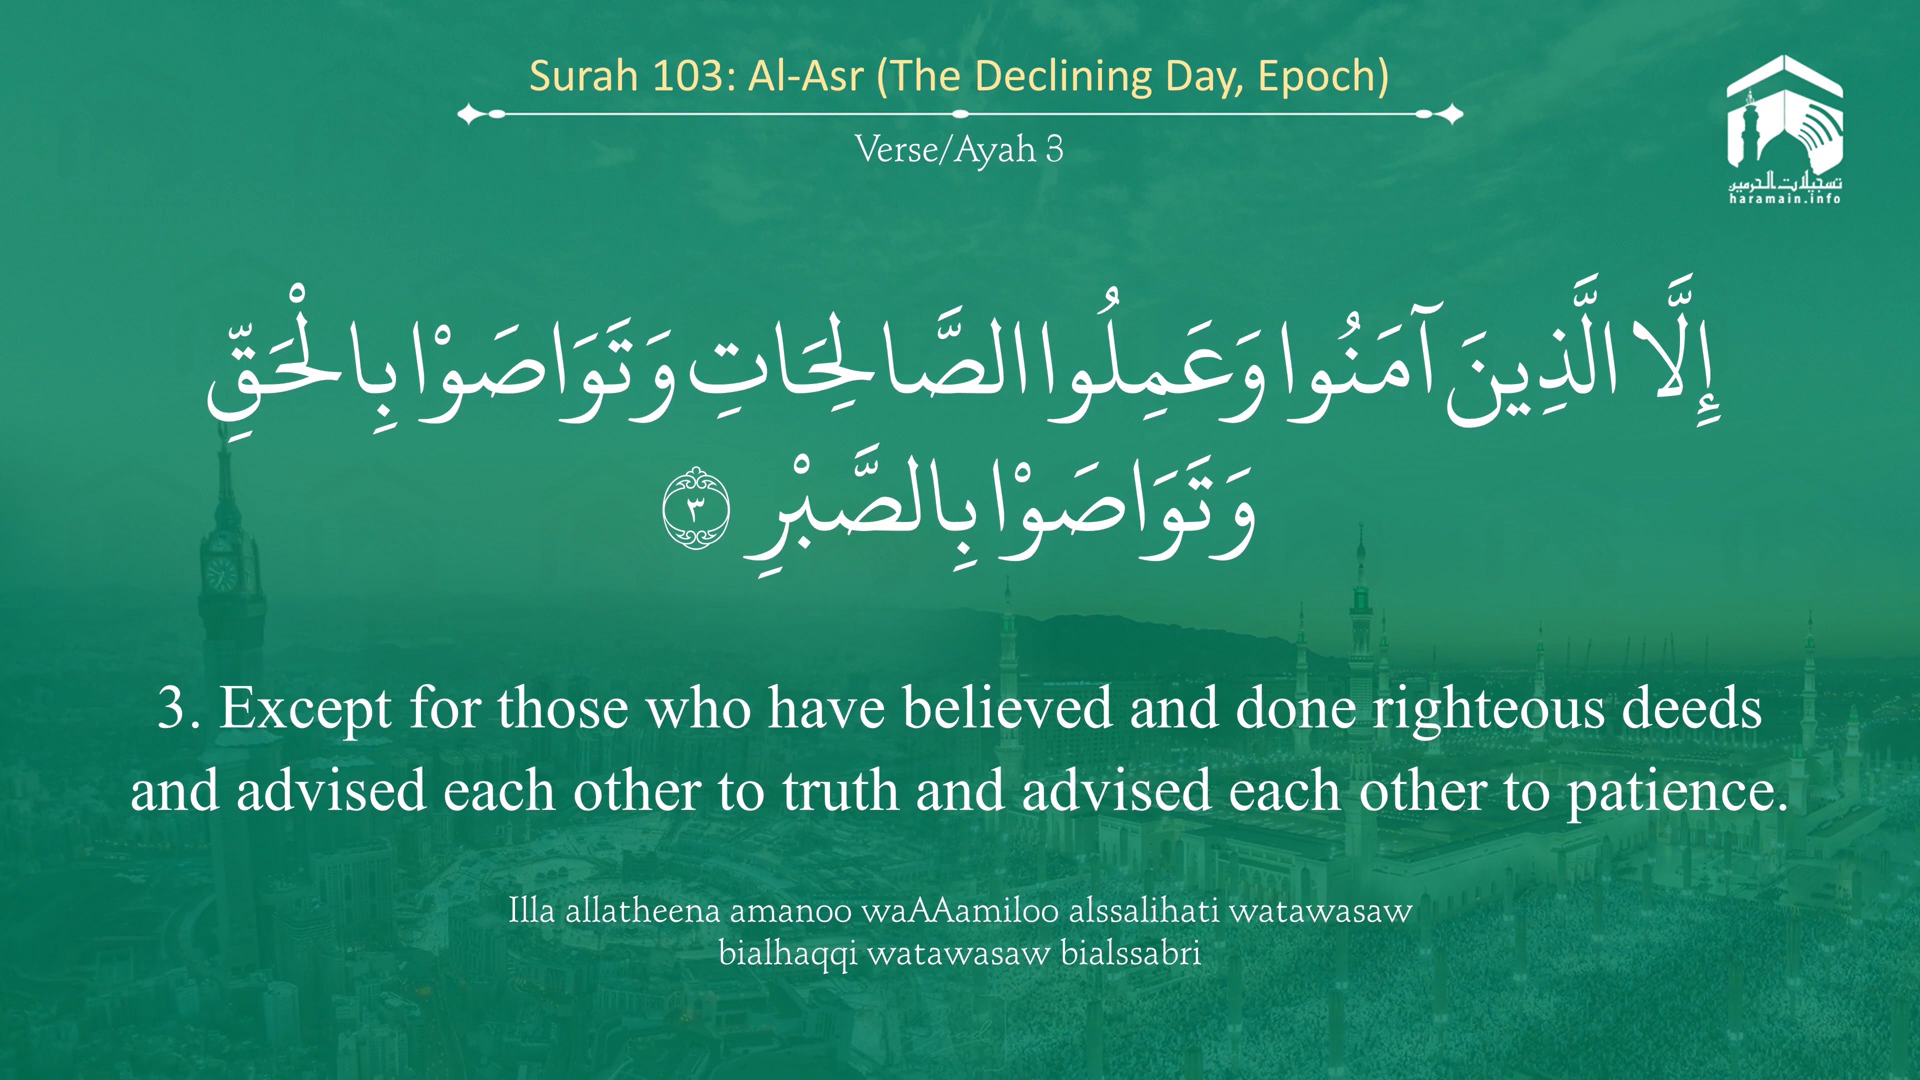 Surah 103: Al-Asr (The Declining Day, Epoch)
Verse/Ayah 3
تسجيلات الحرمين
haramain.info
إِلَّا الَّذِينَ آمَنُوا وَعَمِلُوا الصَّالِحَاتِ وَتَوَاصَوْا بِالْحَقِّ
وَتَوَاصَوْا بِالصَّبْرِ ٣
3. Except for those who have believed and done righteous deeds
and advised each other to truth and advised each other to patience.
Illa allatheena amanoo waAAamiloo alssalihati watawasaw
bialhaqqi watawasaw bialssabri